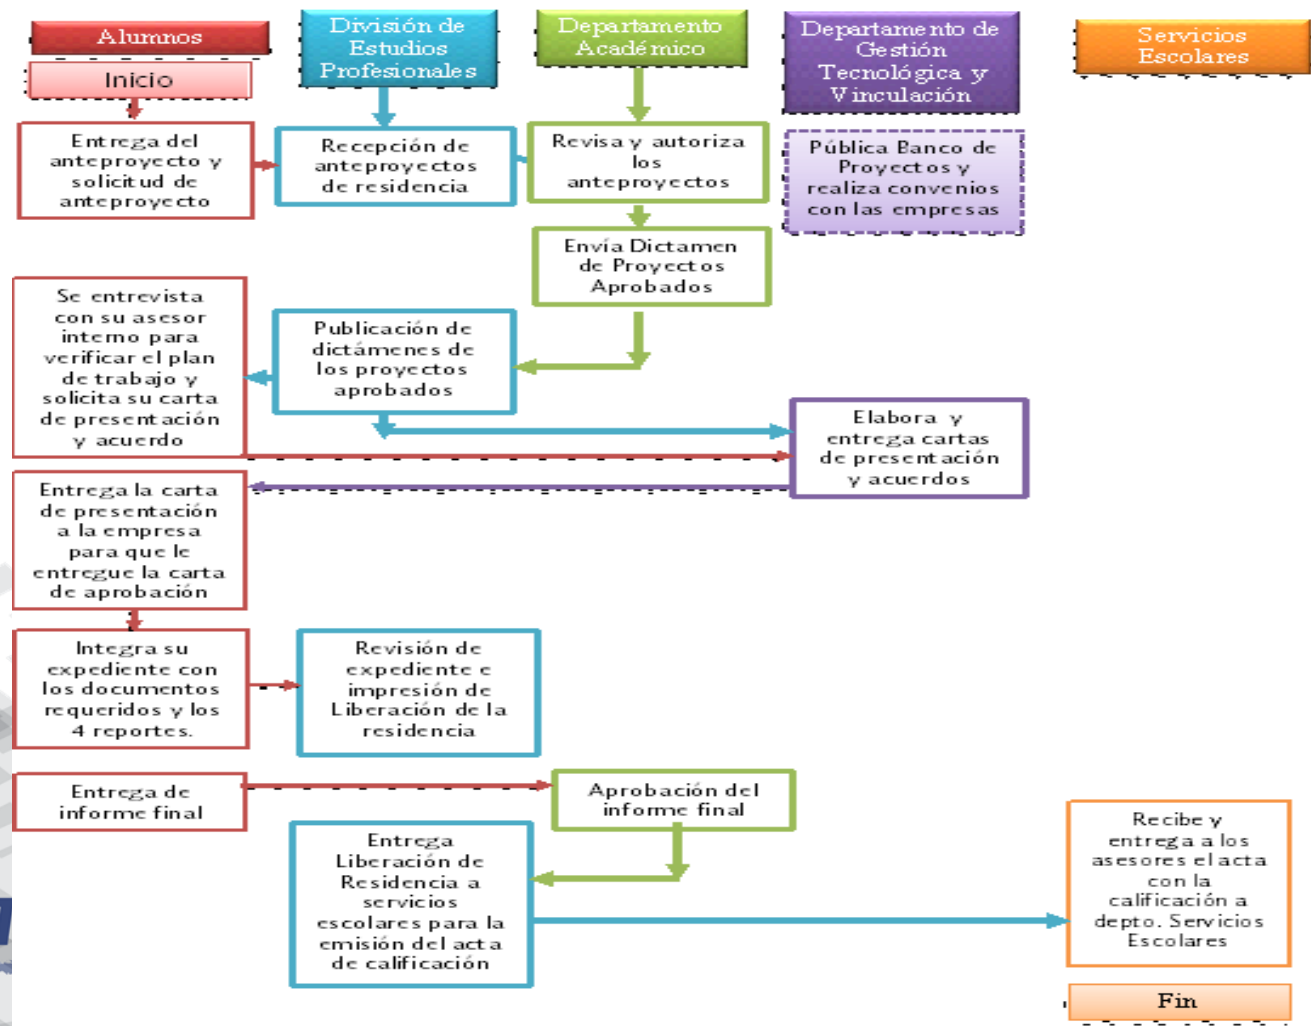 Alumnos
División de
Estudios
Profesionales
Departamento
Académico
Departamento de
Gestión
Tecnológica y
Vinculación
Servicios
Escolares
Inicio
Entrega del
anteproyecto y
solicitud de
anteproyecto
Recepción de
anteproyectos
de residencia
Revisa y autoriza
los
anteproyectos
Pública Banco de
Proyectos y
realiza convenios
con las empresas
Envía Dictamen
de Proyectos
Aprobados
Se entrevista
con su asesor
interno para
verificar el plan
de trabajo y
solicita su carta
de presentación
y acuerdo
Publicación de
dictámenes de
los proyectos
aprobados
Elabora y
entrega cartas
de presentación
y acuerdos
Entrega la carta
de presentación
a la empresa
para que le
entregue la carta
de aprobación
Integra su
expediente con
los documentos
requeridos y los
4 reportes.
Revisión de
expediente e
impresión de
Liberación de la
residencia
Entrega de
informe final
Aprobación del
informe final
Entrega
Liberación de
Residencia a
servicios
escolares para la
emisión del acta
de calificación
Recibe y
entrega a los
asesores el acta
con la
calificación a
depto. Servicios
Escolares
Fin